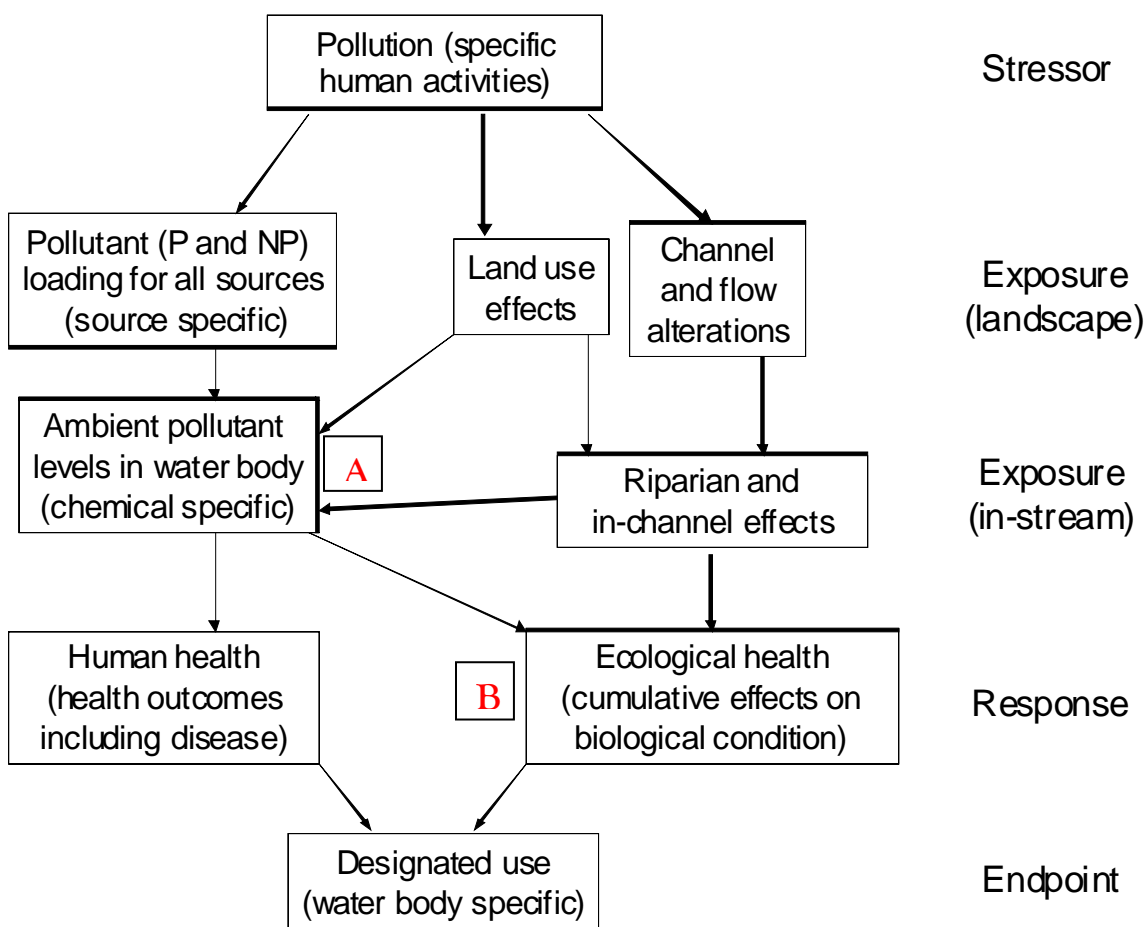 Pollution (specific
human activities)
Stressor
Pollutant (P and NP)
loading for all sources
(source specific)
Land use
effects
Channel
and flow
alterations
Exposure
(landscape)
Ambient pollutant
levels in water body
(chemical specific)
A
Riparian and
in-channel effects
Exposure
(in-stream)
Human health
(health outcomes
including disease)
B
Ecological health
(cumulative effects on
biological condition)
Response
Designated use
(water body specific)
Endpoint